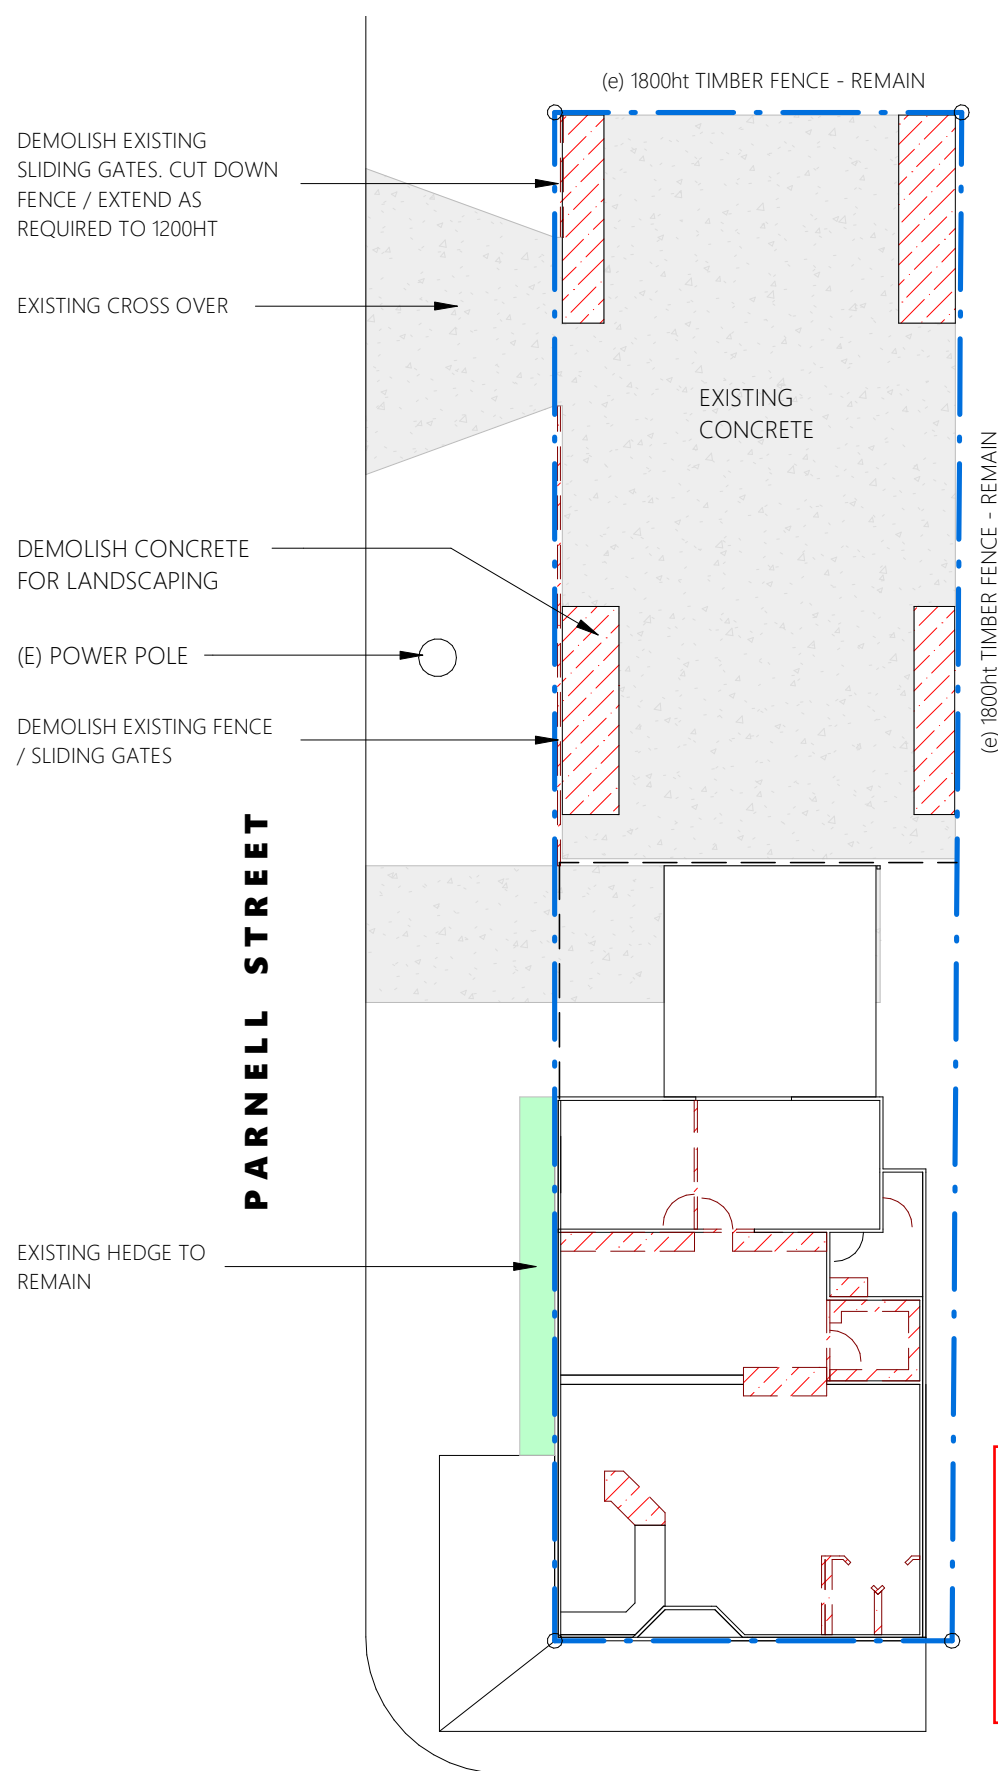 (e) 1800ht TIMBER FENCE - REMAIN
DEMOLISH EXISTING
SLIDING GATES. CUT DOWN
FENCE / EXTEND AS
REQUIRED TO 1200HT
EXISTING CROSS OVER
EXISTING
CONCRETE
(e) 1800ht TIMBER FENCE - REMAIN
DEMOLISH CONCRETE
FOR LANDSCAPING
(E) POWER POLE
DEMOLISH EXISTING FENCE
/ SLIDING GATES
PARNELL STREET
EXISTING HEDGE TO
REMAIN